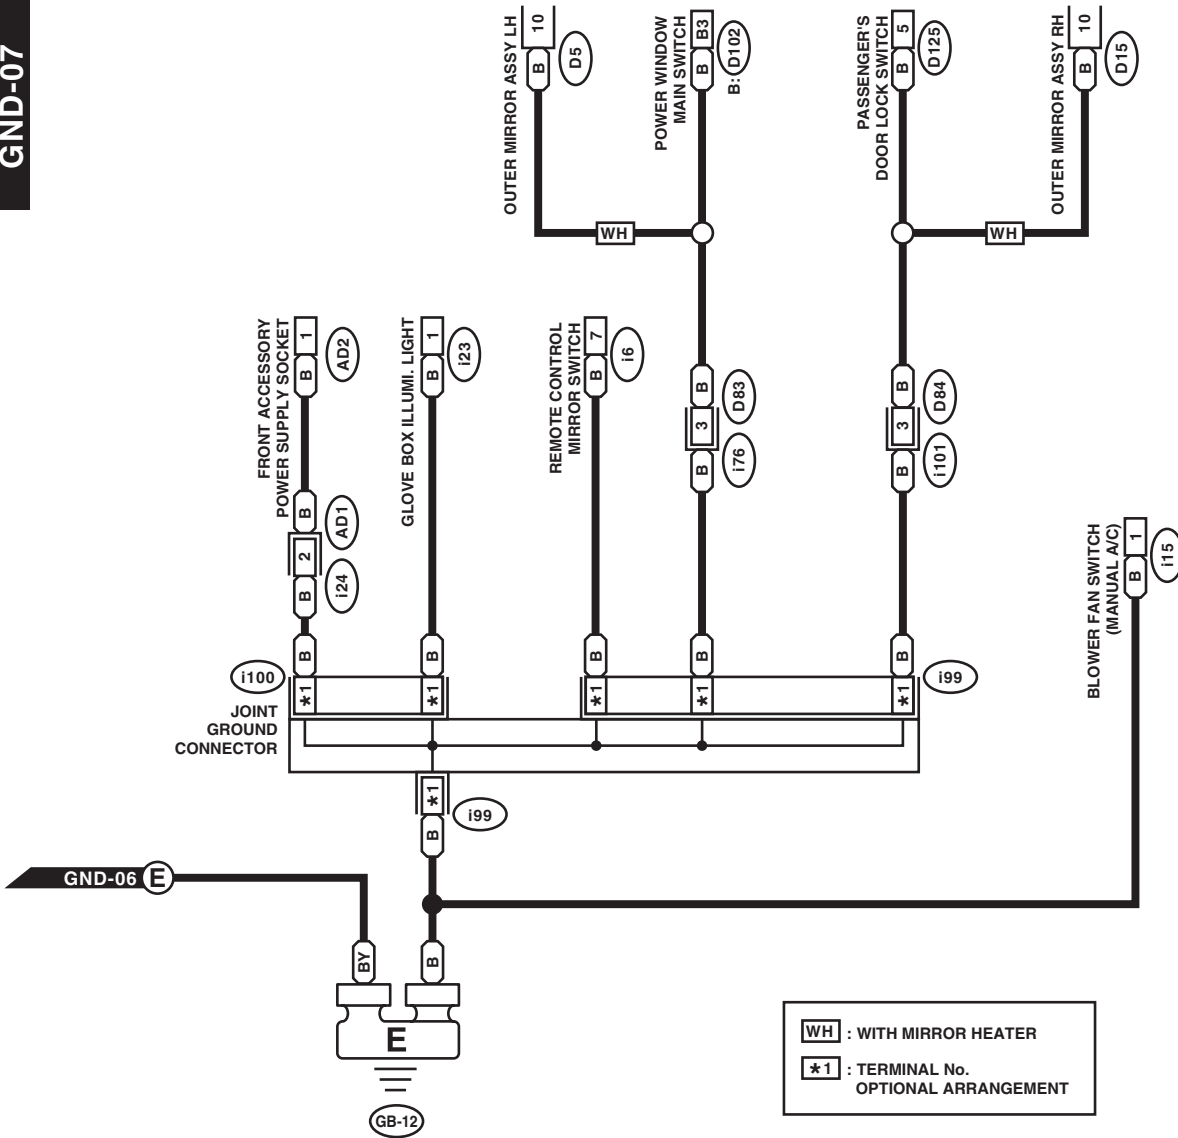 GND-07
OUTER MIRROR ASSY LH
10
B
D5
POWER WINDOW
MAIN SWITCH
B3
B
B: D102
PASSENGER'S
DOOR LOCK SWITCH
5
B
D125
OUTER MIRROR ASSY RH
10
B
D15
WH
WH
FRONT ACCESSORY
POWER SUPPLY SOCKET
1
B
AD2
GLOVE BOX ILLUMI. LIGHT
1
B
i23
REMOTE CONTROL
MIRROR SWITCH
7
B
i6
B
D83
3
B
i76
B
D84
3
B
i101
B
AD1
2
B
i24
BLOWER FAN SWITCH
(MANUAL A/C)
1
B
i15
B
B
B
B
B
i100
*1
*1
*1
*1
*1
i99
JOINT
GROUND
CONNECTOR
*1
i99
B
GND-06
E
BY
B
E
GB-12
WH : WITH MIRROR HEATER
*1 : TERMINAL No.
OPTIONAL ARRANGEMENT